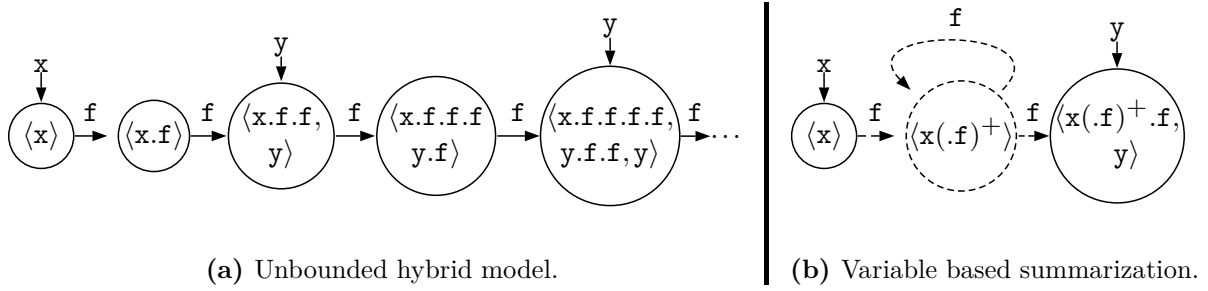 x
f
f
y
f
f
y
f
⟨x⟩
⟨x.f⟩
⟨x.f.f,
y⟩
⟨x.f.f.f
y.f⟩
⟨x.f.f.f.f,
y.f.f, y⟩
···
(a) Unbounded hybrid model.
f
x
f
f
y
⟨x⟩
⟨x(.f)⁺⟩
⟨x(.f)⁺.f,
y⟩
(b) Variable based summarization.